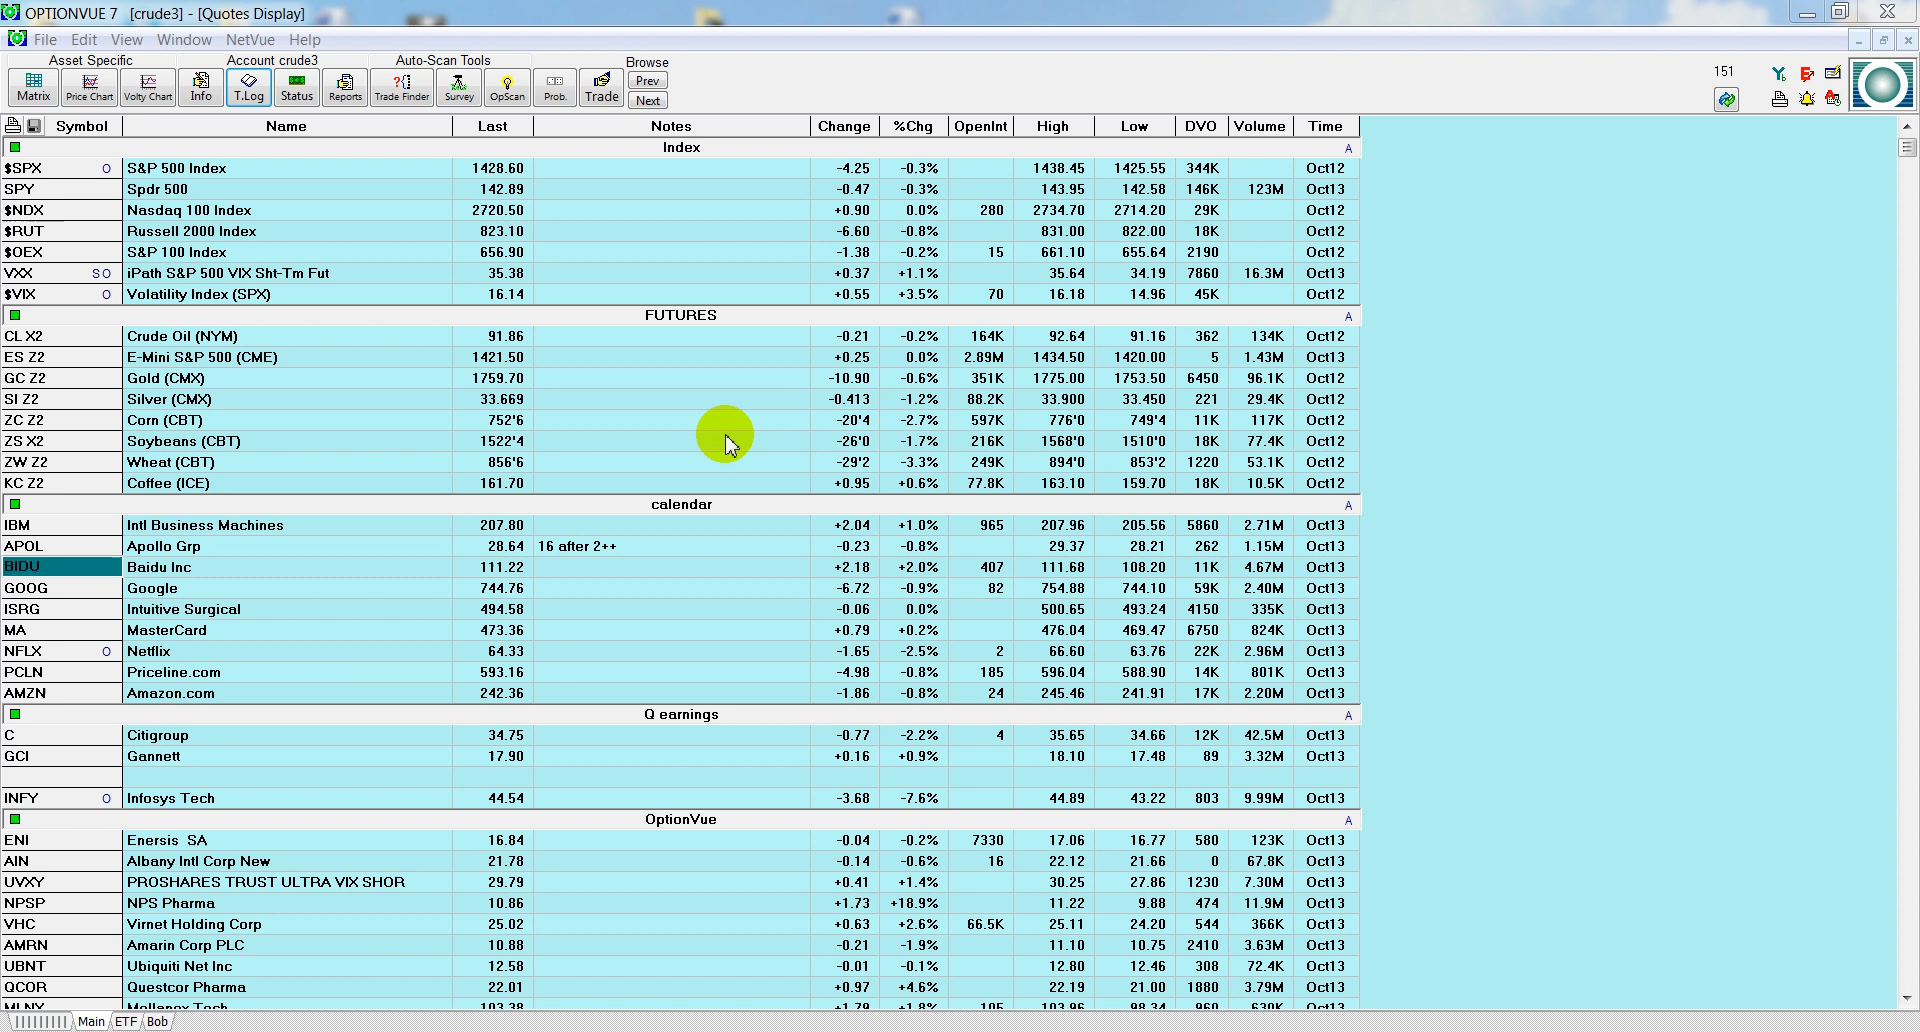 OPTIONVUE 7   [crude3] - [Quotes Display]
File Edit View Window NetVue Help
Asset Specific Account crude3 Auto-Scan Tools Browse
Matrix Price Chart Volty Chart Info T.Log Status Reports Trade Finder Survey OpScan Prob. Trade Prev Next 151
Symbol Name Last Notes Change %Chg OpenInt High Low DVO Volume Time
Index A
$SPX O S&P 500 Index 1428.60 -4.25 -0.3% 1438.45 1425.55 344K Oct12
SPY Spdr 500 142.89 -0.47 -0.3% 143.95 142.58 146K 123M Oct13
$NDX Nasdaq 100 Index 2720.50 +0.90 0.0% 280 2734.70 2714.20 29K Oct12
$RUT Russell 2000 Index 823.10 -6.60 -0.8% 831.00 822.00 18K Oct12
$OEX S&P 100 Index 656.90 -1.38 -0.2% 15 661.10 655.64 2190 Oct12
VXX S O iPath S&P 500 VIX Sht-Tm Fut 35.38 +0.37 +1.1% 35.64 34.19 7860 16.3M Oct13
$VIX O Volatility Index (SPX) 16.14 +0.55 +3.5% 70 16.18 14.96 45K Oct12
FUTURES A
CL X2 Crude Oil (NYM) 91.86 -0.21 -0.2% 164K 92.64 91.16 362 134K Oct12
ES Z2 E-Mini S&P 500 (CME) 1421.50 +0.25 0.0% 2.89M 1434.50 1420.00 5 1.43M Oct13
GC Z2 Gold (CMX) 1759.70 -10.90 -0.6% 351K 1775.00 1753.50 6450 96.1K Oct12
SI Z2 Silver (CMX) 33.669 -0.413 -1.2% 88.2K 33.900 33.450 221 29.4K Oct12
ZC Z2 Corn (CBT) 752'6 -20'4 -2.7% 597K 776'0 749'4 11K 117K Oct12
ZS X2 Soybeans (CBT) 1522'4 -26'0 -1.7% 216K 1568'0 1510'0 18K 77.4K Oct12
ZW Z2 Wheat (CBT) 856'6 -29'2 -3.3% 249K 894'0 853'2 1220 53.1K Oct12
KC Z2 Coffee (ICE) 161.70 +0.95 +0.6% 77.8K 163.10 159.70 18K 10.5K Oct12
calendar A
IBM Intl Business Machines 207.80 +2.04 +1.0% 965 207.96 205.56 5860 2.71M Oct13
APOL Apollo Grp 28.64 16 after 2++ -0.23 -0.8% 29.37 28.21 262 1.15M Oct13
BIDU Baidu Inc 111.22 +2.18 +2.0% 407 111.68 108.20 11K 4.67M Oct13
GOOG Google 744.76 -6.72 -0.9% 82 754.88 744.10 59K 2.40M Oct13
ISRG Intuitive Surgical 494.58 -0.06 0.0% 500.65 493.24 4150 335K Oct13
MA MasterCard 473.36 +0.79 +0.2% 476.04 469.47 6750 824K Oct13
NFLX O Netflix 64.33 -1.65 -2.5% 2 66.60 63.76 22K 2.96M Oct13
PCLN Priceline.com 593.16 -4.98 -0.8% 185 596.04 588.90 14K 801K Oct13
AMZN Amazon.com 242.36 -1.86 -0.8% 24 245.46 241.91 17K 2.20M Oct13
Q earnings A
C Citigroup 34.75 -0.77 -2.2% 4 35.65 34.66 12K 42.5M Oct13
GCI Gannett 17.90 +0.16 +0.9% 18.10 17.48 89 3.32M Oct13
INFY O Infosys Tech 44.54 -3.68 -7.6% 44.89 43.22 803 9.99M Oct13
OptionVue A
ENI Enersis  SA 16.84 -0.04 -0.2% 7330 17.06 16.77 580 123K Oct13
AIN Albany Intl Corp New 21.78 -0.14 -0.6% 16 22.12 21.66 0 67.8K Oct13
UVXY PROSHARES TRUST ULTRA VIX SHOR 29.79 +0.41 +1.4% 30.25 27.86 1230 7.30M Oct13
NPSP NPS Pharma 10.86 +1.73 +18.9% 11.22 9.88 474 11.9M Oct13
VHC Virnet Holding Corp 25.02 +0.63 +2.6% 66.5K 25.11 24.20 544 366K Oct13
AMRN Amarin Corp PLC 10.88 -0.21 -1.9% 11.10 10.75 2410 3.63M Oct13
UBNT Ubiquiti Net Inc 12.58 -0.01 -0.1% 12.80 12.46 308 72.4K Oct13
QCOR Questcor Pharma 22.01 +0.97 +4.6% 22.19 21.00 1880 3.79M Oct13
MLNX Mellanox Tech 103.38 +1.79 +1.8% 105 103.96 98.34 960 630K Oct13
Main ETF Bob